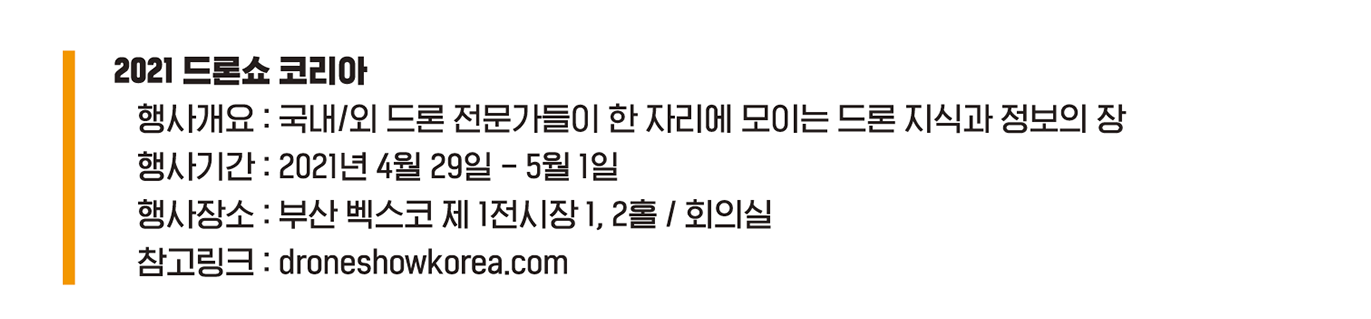 2021 드론쇼 코리아
행사개요 : 국내/외 드론 전문가들이 한 자리에 모이는 드론 지식과 정보의 장
행사기간 : 2021년 4월 29일 - 5월 1일
행사장소 : 부산 벡스코 제 1전시장 1, 2홀 / 회의실
참고링크 : droneshowkorea.com